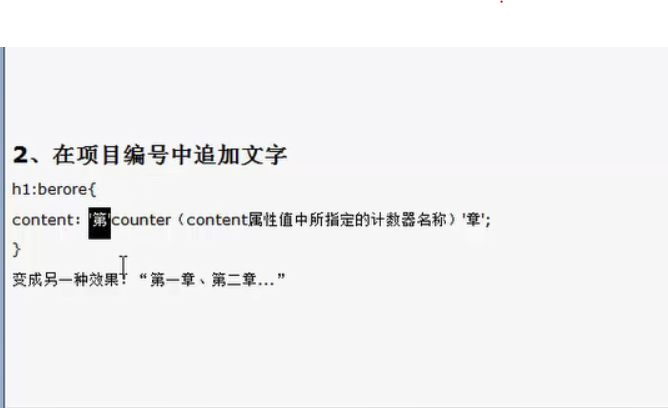 2、在项目编号中追加文字
h1:berore{
content：'第'counter（content属性值中所指定的计数器名称）'章';
}
变成另一种效果：“第一章、第二章...”